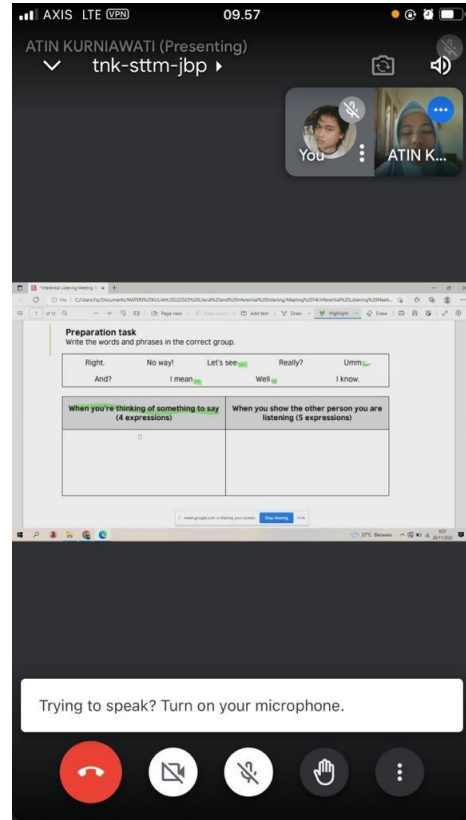 AXIS LTE VPN 09.57
ATIN KURNIAWATI (Presenting)
tnk-sttm-jbp
You
ATIN K...
Preparation task
Write the words and phrases in the correct group.
Right. No way! Let's see Really? Umm
And? I mean Well I know.
When you're thinking of something to say (4 expressions)
When you show the other person you are listening (5 expressions)
Stop sharing Hide
Trying to speak? Turn on your microphone.